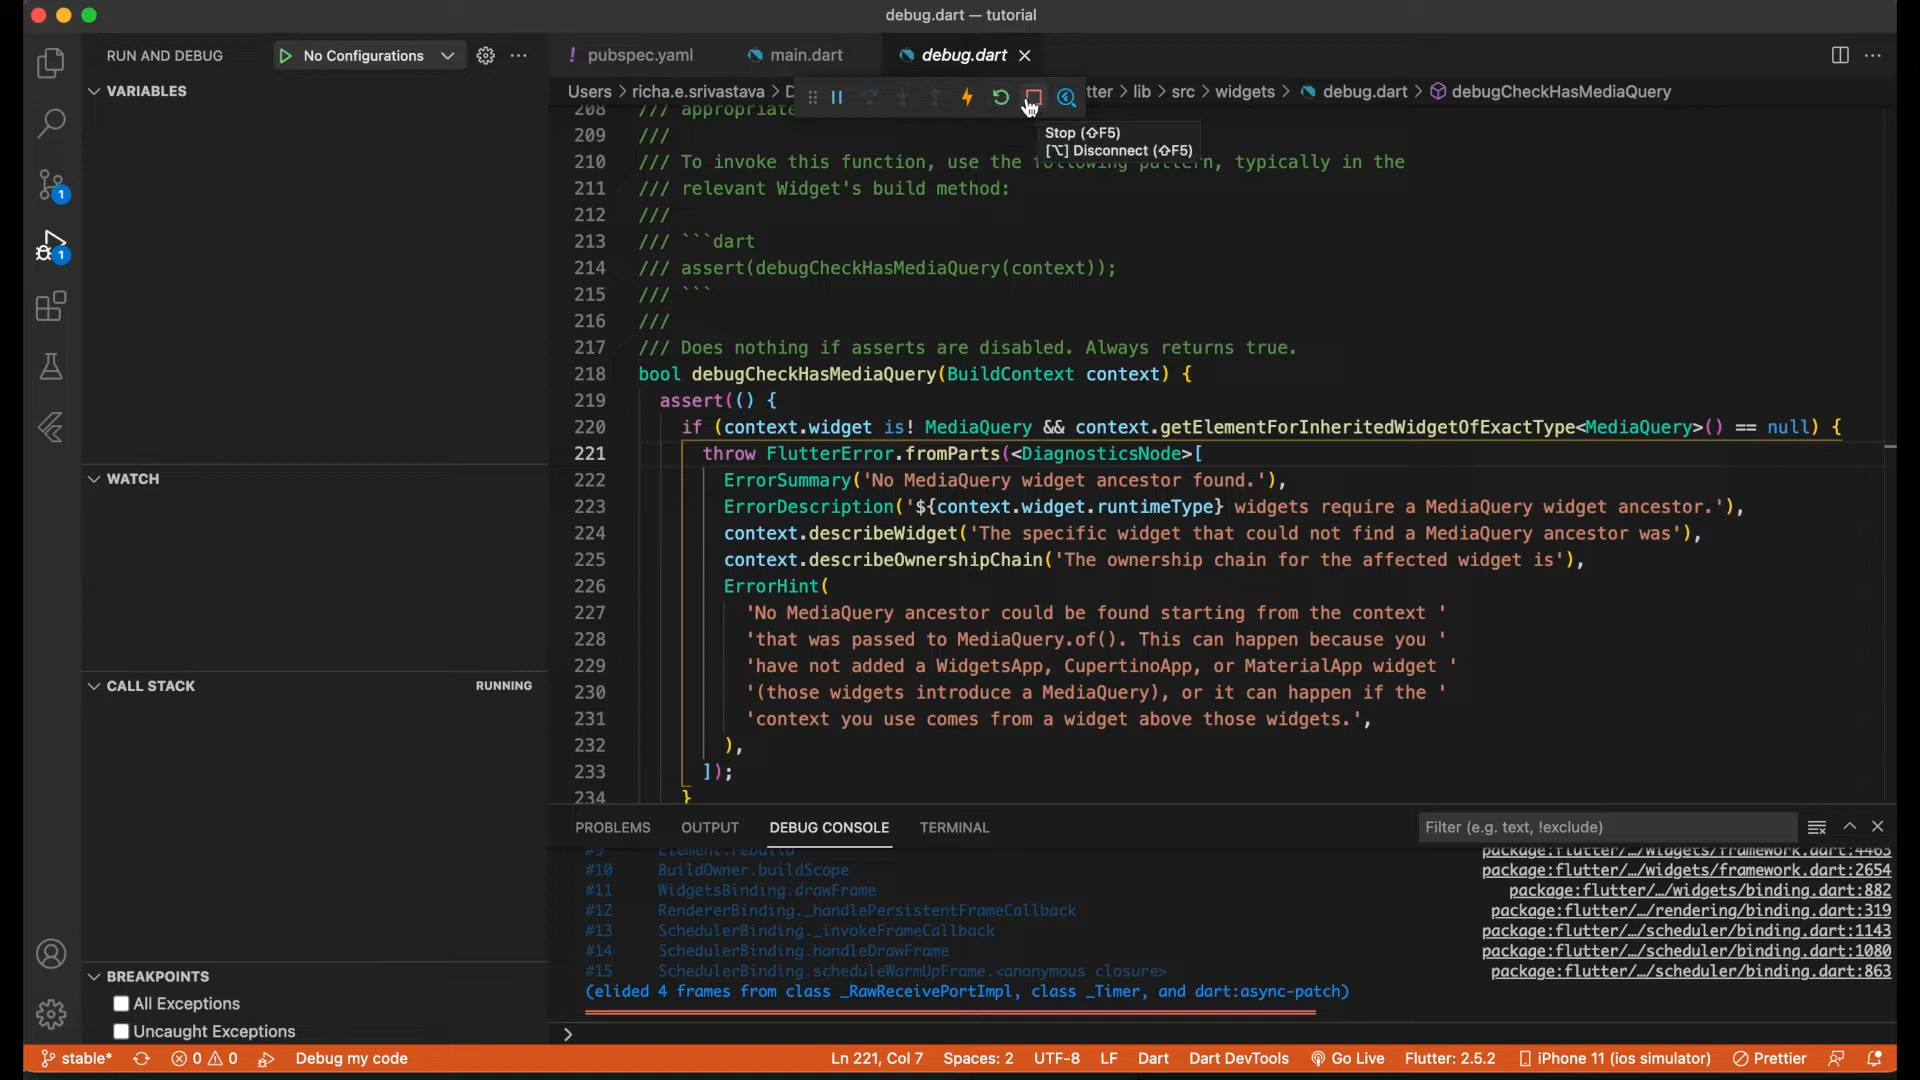 debug.dart — tutorial
RUN AND DEBUG
No Configurations
pubspec.yaml
main.dart
debug.dart
VARIABLES
Users > richa.e.srivastava > D
tter > lib > src > widgets > debug.dart > debugCheckHasMediaQuery
Stop (⇧F5)
[⌥] Disconnect (⇧F5)
208 /// appropriate
209 ///
210 /// To invoke this function, use the following pattern, typically in the
211 /// relevant Widget's build method:
212 ///
213 /// ```dart
214 /// assert(debugCheckHasMediaQuery(context));
215 /// ```
216 ///
217 /// Does nothing if asserts are disabled. Always returns true.
218 bool debugCheckHasMediaQuery(BuildContext context) {
219 assert(() {
220 if (context.widget is! MediaQuery && context.getElementForInheritedWidgetOfExactType<MediaQuery>() == null) {
221 throw FlutterError.fromParts(<DiagnosticsNode>[
222 ErrorSummary('No MediaQuery widget ancestor found.'),
223 ErrorDescription('${context.widget.runtimeType} widgets require a MediaQuery widget ancestor.'),
224 context.describeWidget('The specific widget that could not find a MediaQuery ancestor was'),
225 context.describeOwnershipChain('The ownership chain for the affected widget is'),
226 ErrorHint(
227 'No MediaQuery ancestor could be found starting from the context '
228 'that was passed to MediaQuery.of(). This can happen because you '
229 'have not added a WidgetsApp, CupertinoApp, or MaterialApp widget '
230 '(those widgets introduce a MediaQuery), or it can happen if the '
231 'context you use comes from a widget above those widgets.',
232 ),
233 ]);
234 }
1
1
WATCH
CALL STACK
RUNNING
BREAKPOINTS
All Exceptions
Uncaught Exceptions
PROBLEMS
OUTPUT
DEBUG CONSOLE
TERMINAL
Filter (e.g. text, !exclude)
#9 Element.rebuild package:flutter/…/widgets/framework.dart:4463
#10 BuildOwner.buildScope package:flutter/…/widgets/framework.dart:2654
#11 WidgetsBinding.drawFrame package:flutter/…/widgets/binding.dart:882
#12 RendererBinding._handlePersistentFrameCallback package:flutter/…/rendering/binding.dart:319
#13 SchedulerBinding._invokeFrameCallback package:flutter/…/scheduler/binding.dart:1143
#14 SchedulerBinding.handleDrawFrame package:flutter/…/scheduler/binding.dart:1080
#15 SchedulerBinding.scheduleWarmUpFrame.<anonymous closure> package:flutter/…/scheduler/binding.dart:863
(elided 4 frames from class _RawReceivePortImpl, class _Timer, and dart:async-patch)
stable*
0
0
Debug my code
Ln 221, Col 7
Spaces: 2
UTF-8
LF
Dart
Dart DevTools
Go Live
Flutter: 2.5.2
iPhone 11 (ios simulator)
Prettier